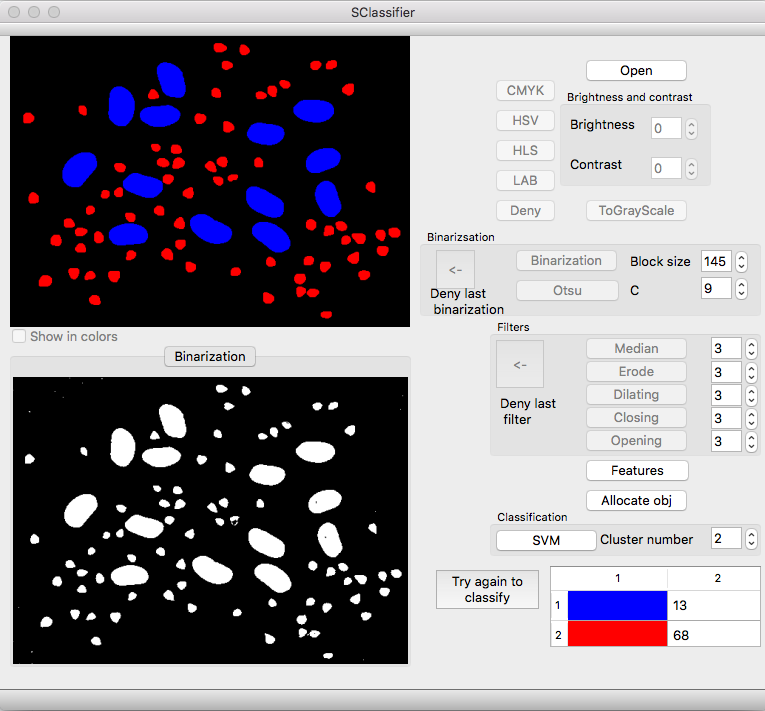 SClassifier
Open
CMYK
Brightness and contrast
HSV
Brightness
0
HLS
Contrast
0
LAB
Deny
ToGrayScale
Binarizsation
<-
Binarization
Block size
145
Deny last
binarization
Otsu
C
9
Show in colors
Binarization
Filters
<-
Deny last
filter
Median
3
Erode
3
Dilating
3
Closing
3
Opening
3
Features
Allocate obj
Classification
SVM
Cluster number
2
Try again to
classify
1
2
1
13
2
68